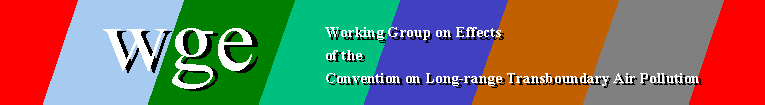 wge
Working Group on Effects
of the
Convention on Long-range Transboundary Air Pollution